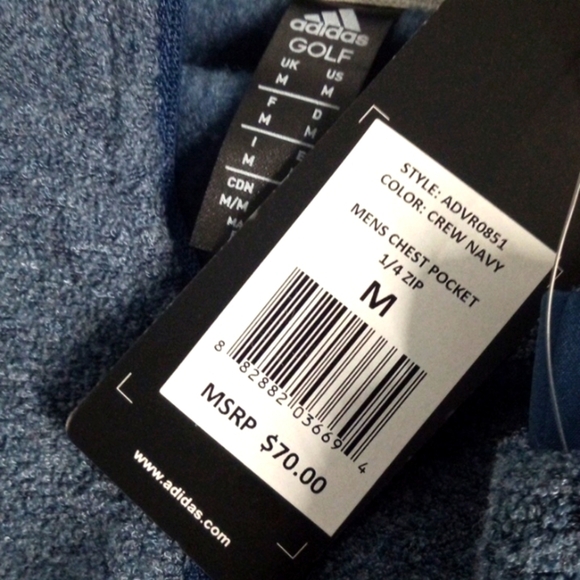 adidas
GOLF
UK US
M M
F D
M M
I E
M
CDN
M/M
STYLE: ADVR0851
COLOR: CREW NAVY
MENS CHEST POCKET
1/4 ZIP
M
8 82882 03669 4
MSRP $70.00
www.adidas.com